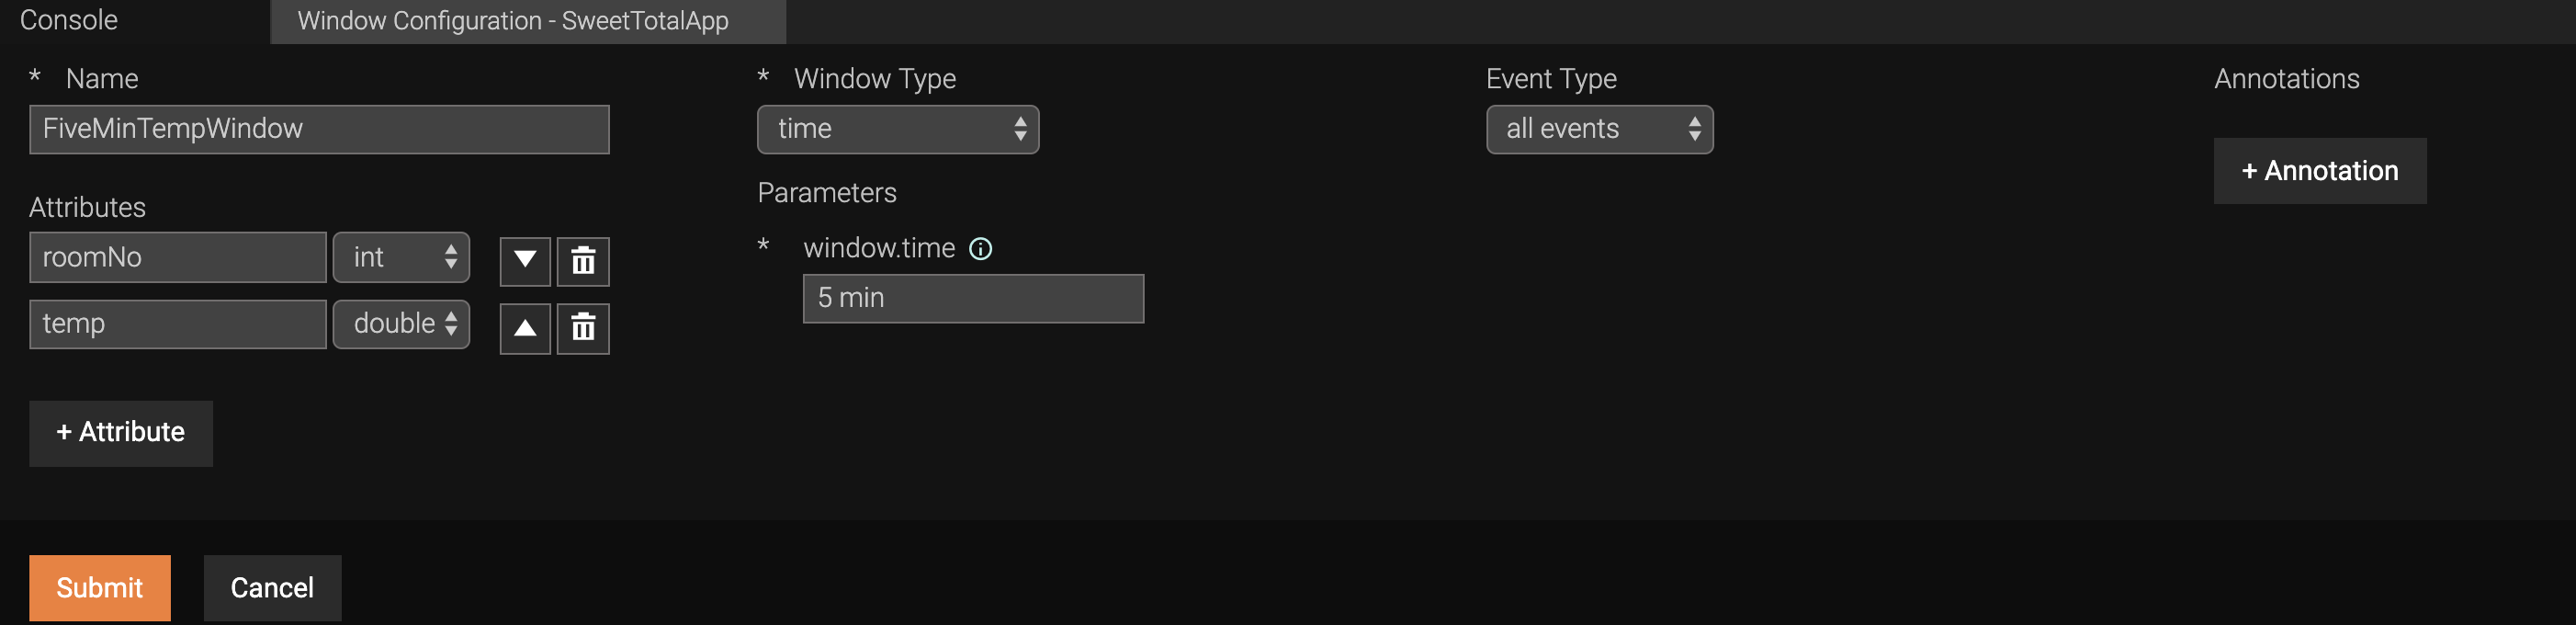 Console
Window Configuration - SweetTotalApp
* Name
FiveMinTempWindow
Attributes
roomNo int
temp double
+ Attribute
* Window Type
time
Parameters
* window.time
5 min
Event Type
all events
Annotations
+ Annotation
Submit
Cancel